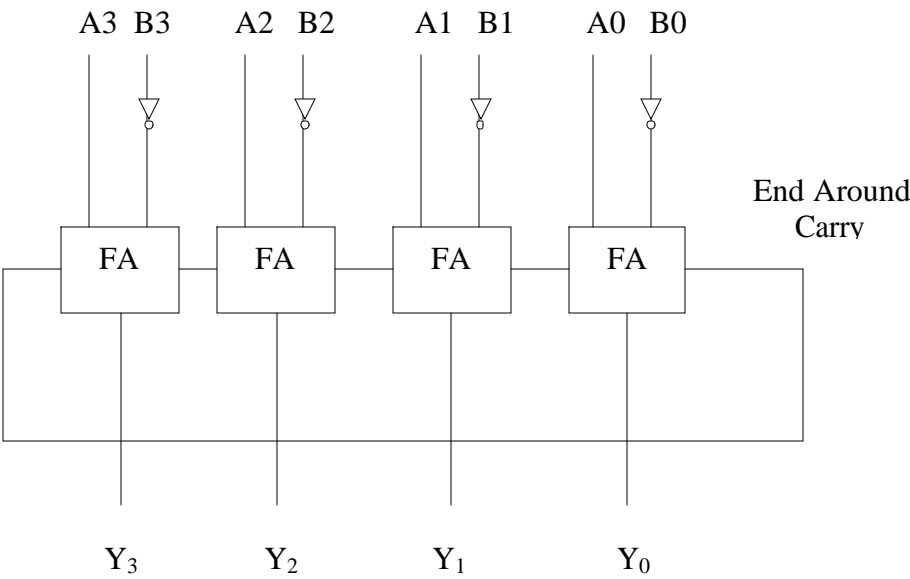 A3 B3 A2 B2 A1 B1 A0 B0
End Around
Carry
FA FA FA FA
Y₃ Y₂ Y₁ Y₀